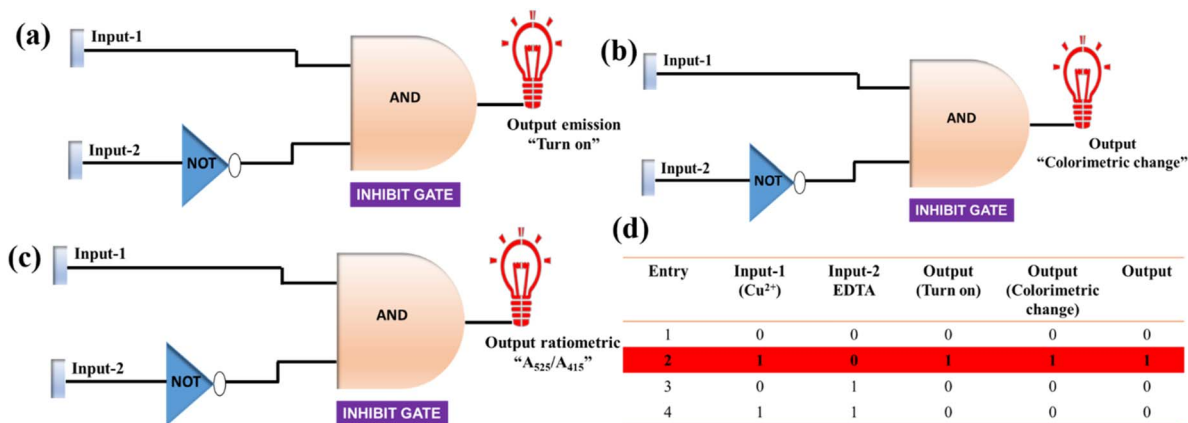 (a)
Input-1
AND
Input-2
NOT
Output emission
“Turn on”
INHIBIT GATE
(b)
Input-1
AND
Input-2
NOT
Output
“Colorimetric change”
INHIBIT GATE
(c)
Input-1
AND
Input-2
NOT
Output ratiometric
“A₅₂₅/A₄₁₅”
INHIBIT GATE
(d)
Entry Input-1 (Cu²⁺) Input-2 EDTA Output (Turn on) Output (Colorimetric change) Output
1 0 0 0 0 0
2 1 0 1 1 1
3 0 1 0 0 0
4 1 1 0 0 0